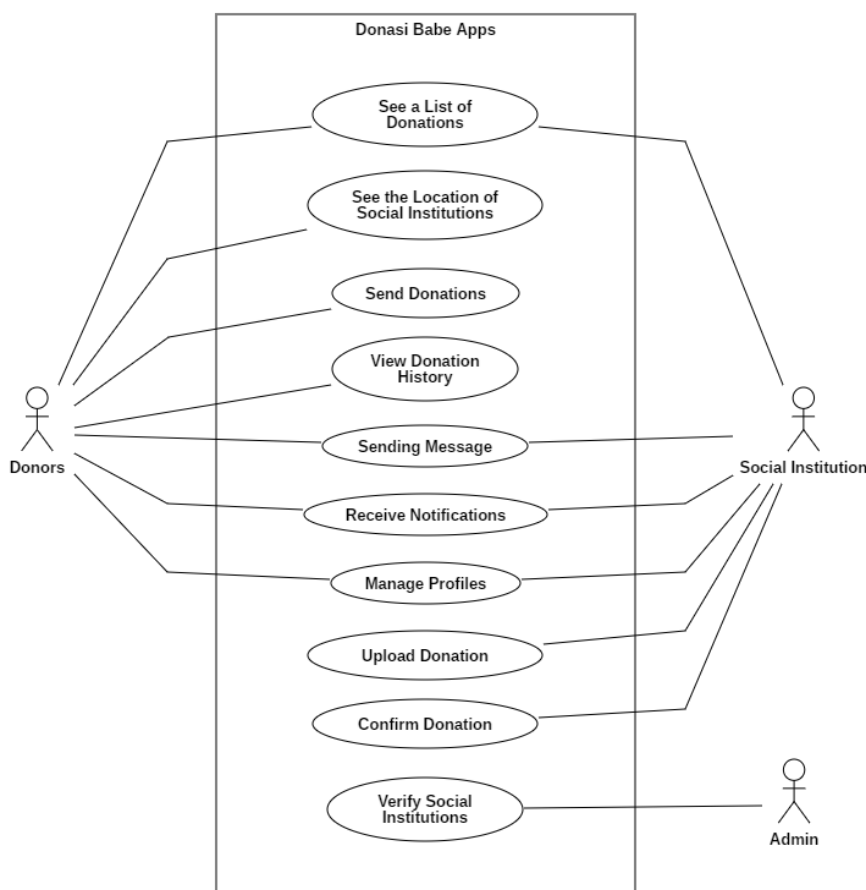 Donasi Babe Apps
See a List of
Donations
See the Location of
Social Institutions
Send Donations
View Donation
History
Sending Message
Donors
Social Institution
Receive Notifications
Manage Profiles
Upload Donation
Confirm Donation
Verify Social
Institutions
Admin